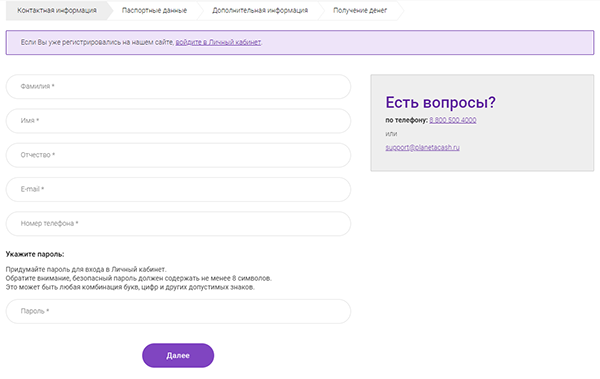 Контактная информация
Паспортные данные
Дополнительная информация
Получение денег
Если Вы уже регистрировались на нашем сайте, войдите в Личный кабинет.
Фамилия *
Имя *
Отчество *
E-mail *
Номер телефона *
Укажите пароль:
Придумайте пароль для входа в Личный кабинет.
Обратите внимание, безопасный пароль должен содержать не менее 8 символов.
Это может быть любая комбинация букв, цифр и других допустимых знаков.
Пароль *
Далее
Есть вопросы?
по телефону: 8 800 500 4000
или
support@planetacash.ru